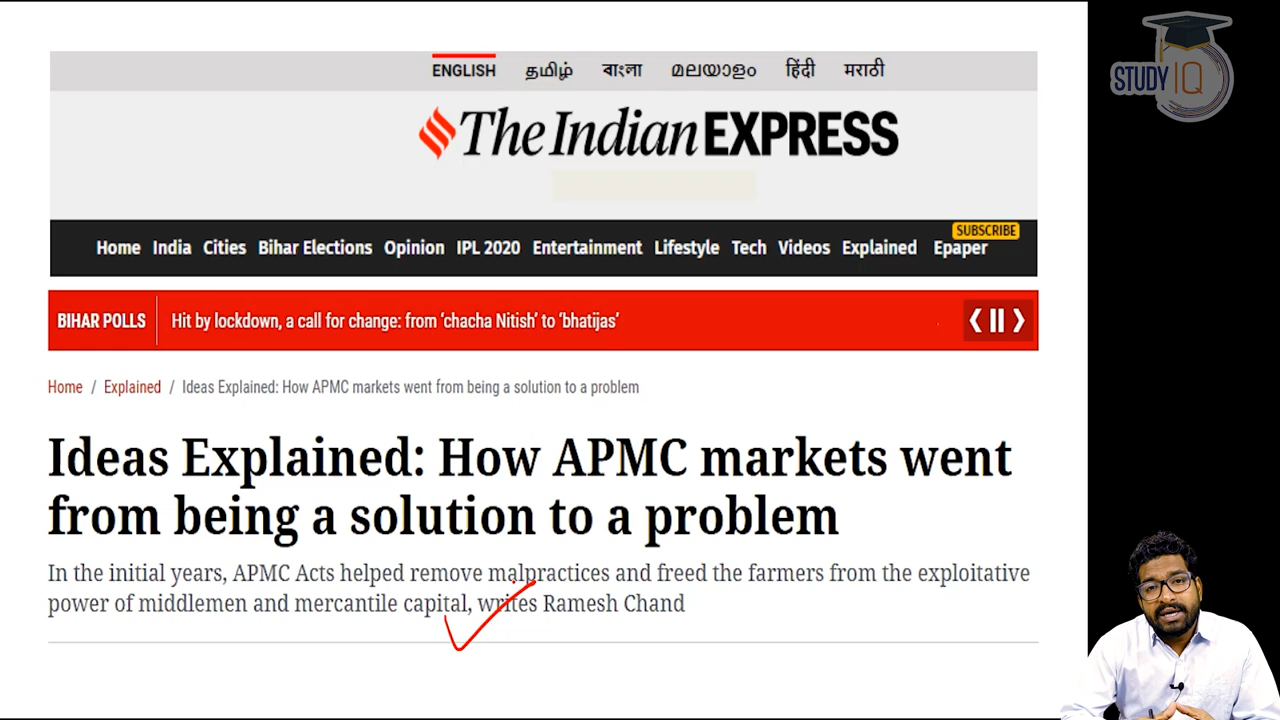 STUDY IQ
ENGLISH தமிழ் বাংলা മലയാളം हिंदी मराठी
The Indian EXPRESS
SUBSCRIBE
Home India Cities Bihar Elections Opinion IPL 2020 Entertainment Lifestyle Tech Videos Explained Epaper
BIHAR POLLS Hit by lockdown, a call for change: from ‘chacha Nitish’ to ‘bhatijas’
Home / Explained / Ideas Explained: How APMC markets went from being a solution to a problem
Ideas Explained: How APMC markets went
from being a solution to a problem
In the initial years, APMC Acts helped remove malpractices and freed the farmers from the exploitative
power of middlemen and mercantile capital, writes Ramesh Chand